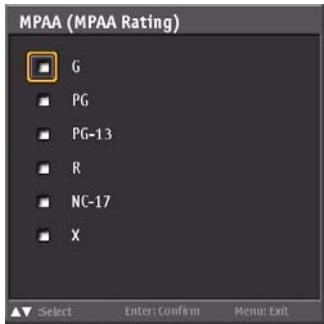 MPAA (MPAA Rating)
G
PG
PG-13
R
NC-17
X
▲▼ :Select Enter: Confirm Menu: Exit